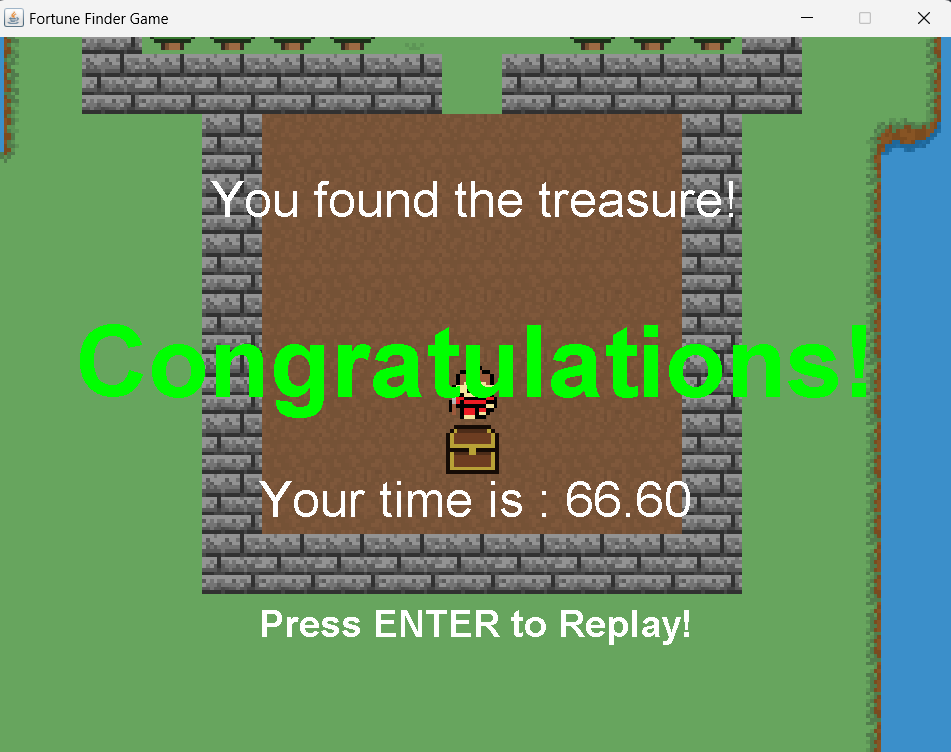 Fortune Finder Game
You found the treasure!
Congratulations!
Your time is : 66.60
Press ENTER to Replay!